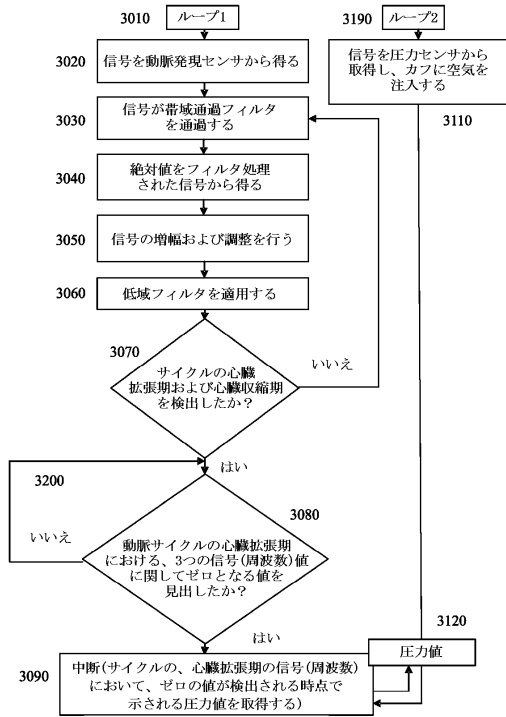 3010
ループ1
3190
ループ2
3020
信号を動脈発現センサから得る
信号を圧力センサから
取得し、カフに空気を
注入する
3030
信号が帯域通過フィルタ
を通過する
3110
3040
絶対値をフィルタ処理
された信号から得る
3050
信号の増幅および調整を行う
3060
低域フィルタを適用する
3070
サイクルの心臓
拡張期および心臓収縮期
を検出したか？
いいえ
はい
3200
いいえ
3080
動脈サイクルの心臓拡張期
における、3つの信号(周波数)値
に関してゼロとなる値を
見出したか？
はい
3120
圧力値
3090
中断(サイクルの、心臓拡張期の信号(周波数)
において、ゼロの値が検出される時点で
示される圧力値を取得する)